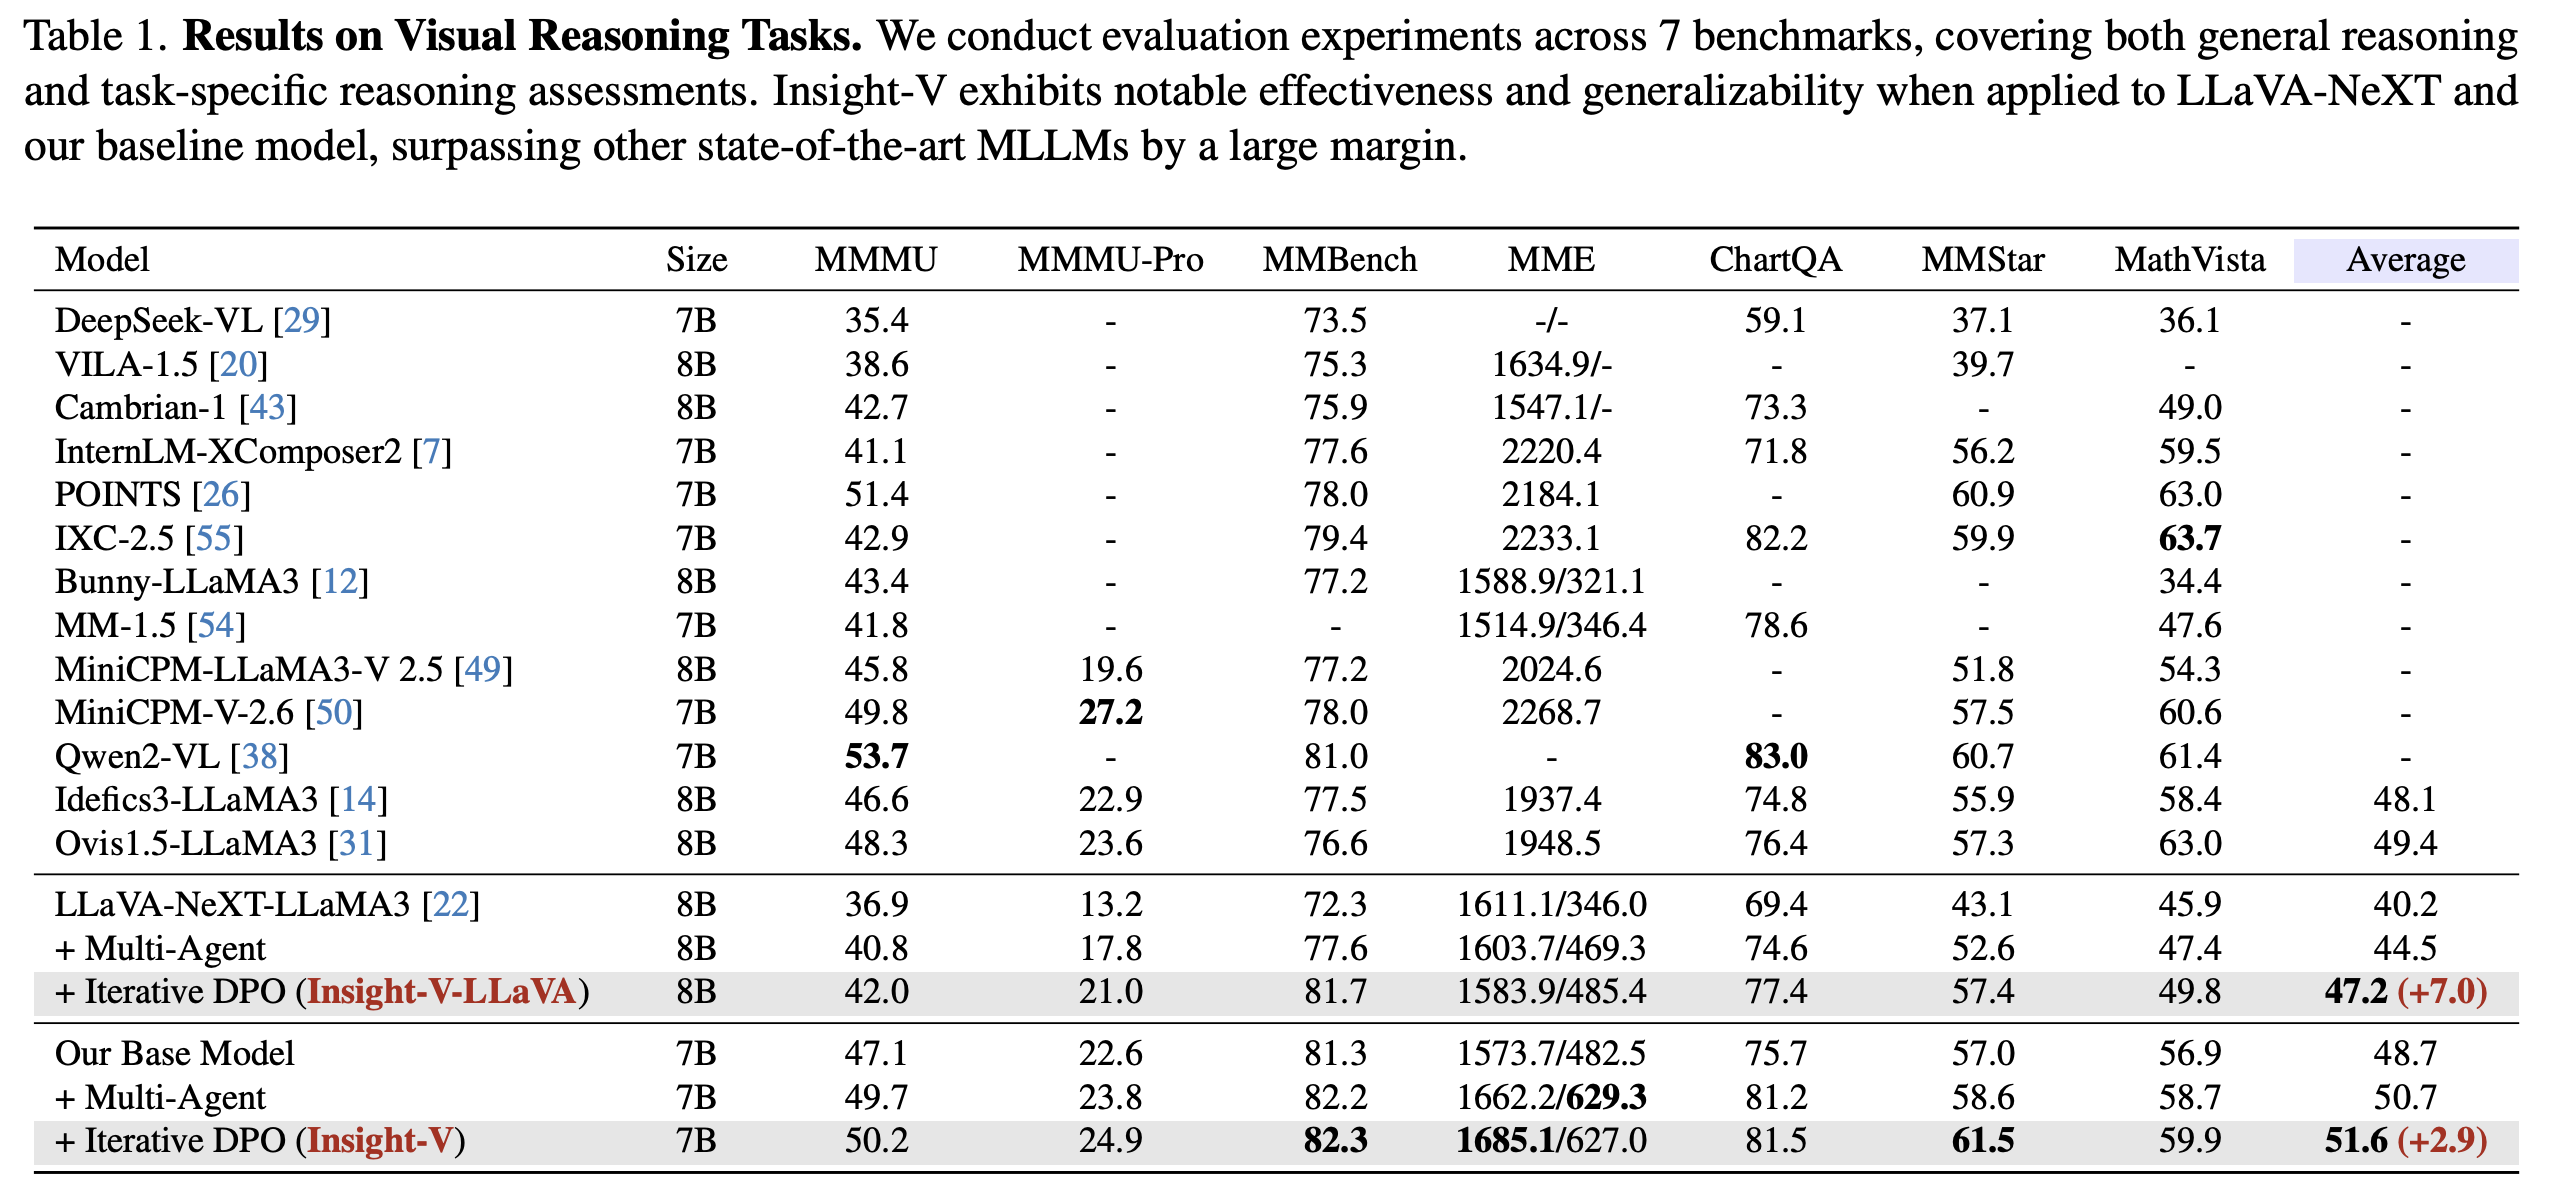 Table 1. Results on Visual Reasoning Tasks. We conduct evaluation experiments across 7 benchmarks, covering both general reasoning
and task-specific reasoning assessments. Insight-V exhibits notable effectiveness and generalizability when applied to LLaVA-NeXT and
our baseline model, surpassing other state-of-the-art MLLMs by a large margin.
Model Size MMMU MMMU-Pro MMBench MME ChartQA MMStar MathVista Average
DeepSeek-VL [29] 7B 35.4 - 73.5 -/- 59.1 37.1 36.1 -
VILA-1.5 [20] 8B 38.6 - 75.3 1634.9/- - 39.7 - -
Cambrian-1 [43] 8B 42.7 - 75.9 1547.1/- 73.3 - 49.0 -
InternLM-XComposer2 [7] 7B 41.1 - 77.6 2220.4 71.8 56.2 59.5 -
POINTS [26] 7B 51.4 - 78.0 2184.1 - 60.9 63.0 -
IXC-2.5 [55] 7B 42.9 - 79.4 2233.1 82.2 59.9 63.7 -
Bunny-LLaMA3 [12] 8B 43.4 - 77.2 1588.9/321.1 - - 34.4 -
MM-1.5 [54] 7B 41.8 - - 1514.9/346.4 78.6 - 47.6 -
MiniCPM-LLaMA3-V 2.5 [49] 8B 45.8 19.6 77.2 2024.6 - 51.8 54.3 -
MiniCPM-V-2.6 [50] 7B 49.8 27.2 78.0 2268.7 - 57.5 60.6 -
Qwen2-VL [38] 7B 53.7 - 81.0 - 83.0 60.7 61.4 -
Idefics3-LLaMA3 [14] 8B 46.6 22.9 77.5 1937.4 74.8 55.9 58.4 48.1
Ovis1.5-LLaMA3 [31] 8B 48.3 23.6 76.6 1948.5 76.4 57.3 63.0 49.4
LLaVA-NeXT-LLaMA3 [22] 8B 36.9 13.2 72.3 1611.1/346.0 69.4 43.1 45.9 40.2
+ Multi-Agent 8B 40.8 17.8 77.6 1603.7/469.3 74.6 52.6 47.4 44.5
+ Iterative DPO (Insight-V-LLaVA) 8B 42.0 21.0 81.7 1583.9/485.4 77.4 57.4 49.8 47.2 (+7.0)
Our Base Model 7B 47.1 22.6 81.3 1573.7/482.5 75.7 57.0 56.9 48.7
+ Multi-Agent 7B 49.7 23.8 82.2 1662.2/629.3 81.2 58.6 58.7 50.7
+ Iterative DPO (Insight-V) 7B 50.2 24.9 82.3 1685.1/627.0 81.5 61.5 59.9 51.6 (+2.9)